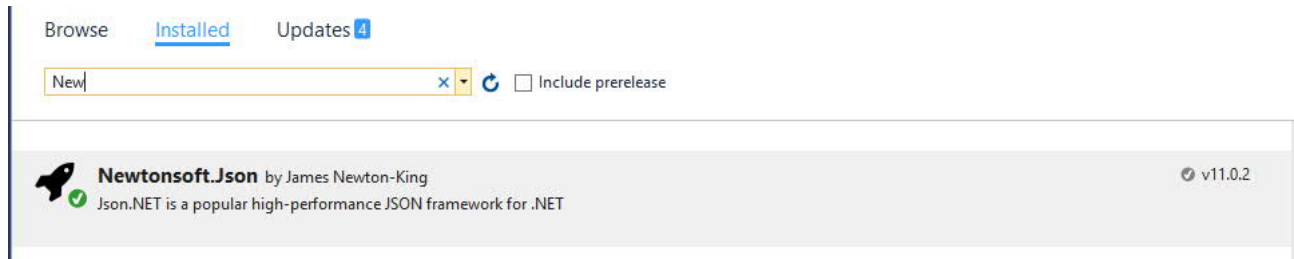 Browse Installed Updates 4
New Include prerelease
Newtonsoft.Json by James Newton-King v11.0.2
Json.NET is a popular high-performance JSON framework for .NET